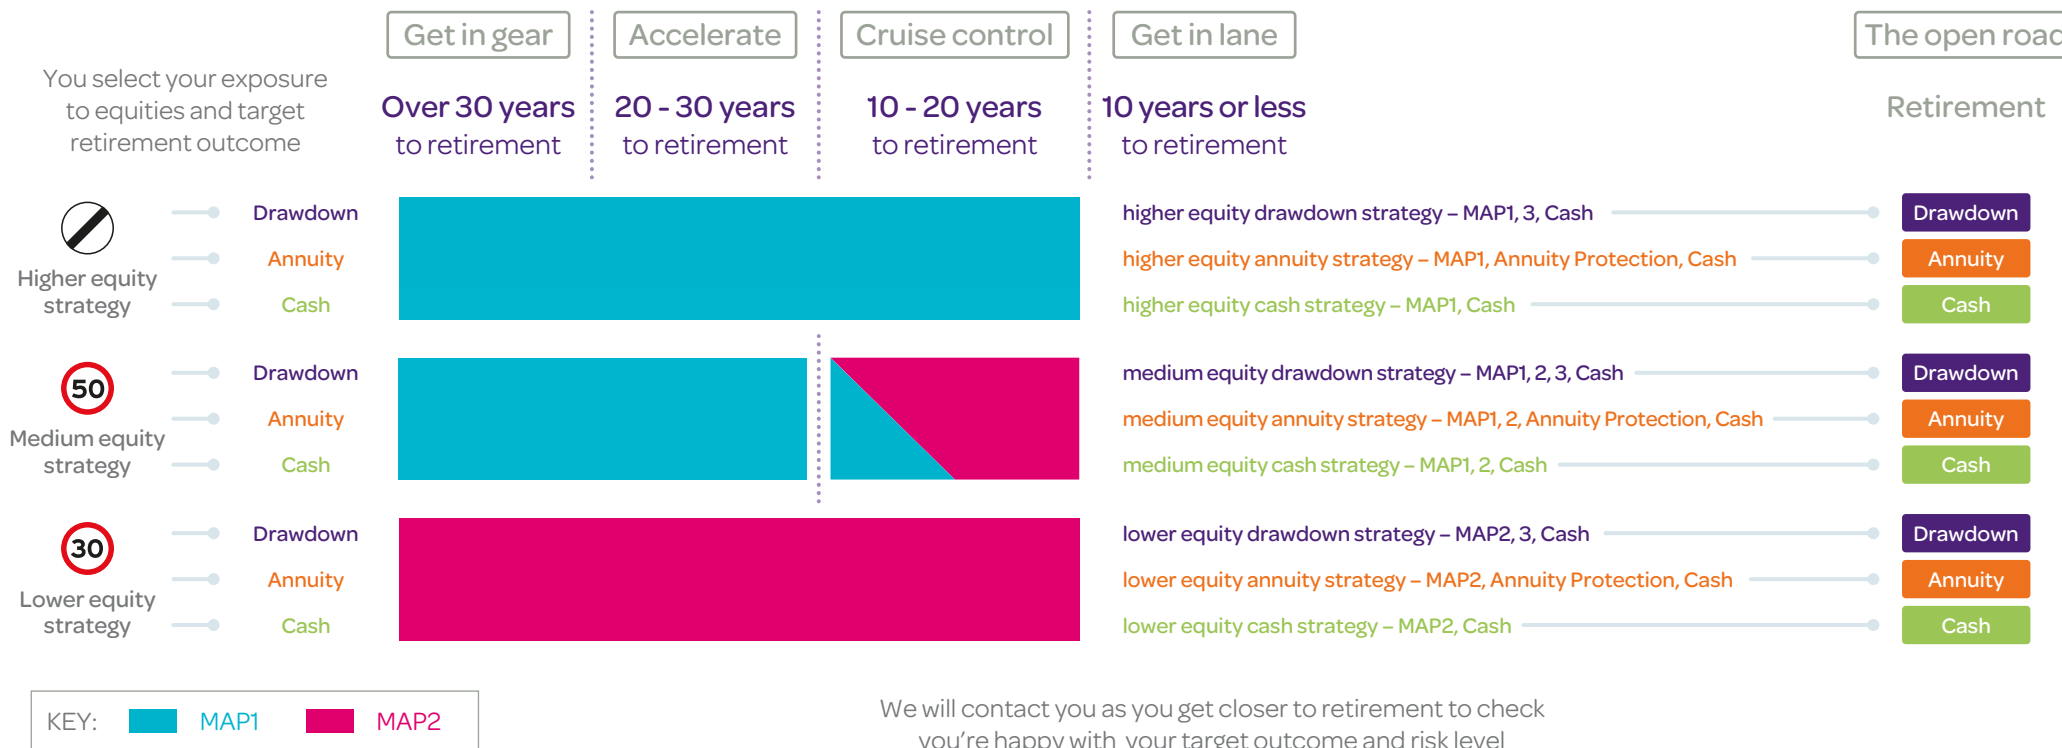 Get in gear
Accelerate
Cruise control
Get in lane
The open road
You select your exposure
to equities and target
retirement outcome
Over 30 years
to retirement
20 - 30 years
to retirement
10 - 20 years
to retirement
10 years or less
to retirement
Retirement
Higher equity
strategy
Drawdown
Annuity
Cash
higher equity drawdown strategy – MAP1, 3, Cash
Drawdown
higher equity annuity strategy – MAP1, Annuity Protection, Cash
Annuity
higher equity cash strategy – MAP1, Cash
Cash
50
Medium equity
strategy
Drawdown
Annuity
Cash
medium equity drawdown strategy – MAP1, 2, 3, Cash
Drawdown
medium equity annuity strategy – MAP1, 2, Annuity Protection, Cash
Annuity
medium equity cash strategy – MAP1, 2, Cash
Cash
30
Lower equity
strategy
Drawdown
Annuity
Cash
lower equity drawdown strategy – MAP2, 3, Cash
Drawdown
lower equity annuity strategy – MAP2, Annuity Protection, Cash
Annuity
lower equity cash strategy – MAP2, Cash
Cash
KEY: MAP1 MAP2
We will contact you as you get closer to retirement to check
you're happy with your target outcome and risk level